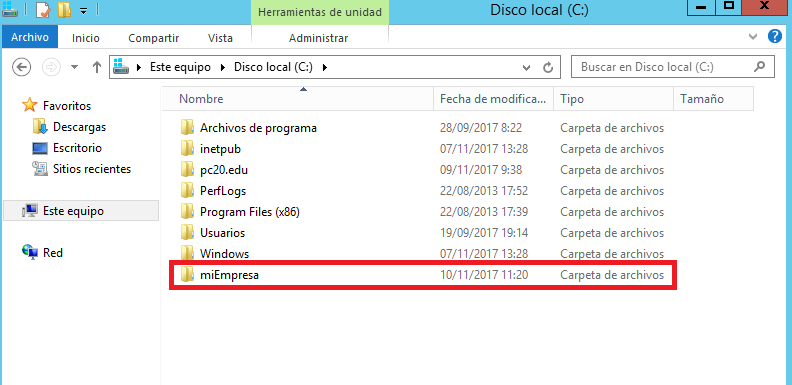 Herramientas de unidad Disco local (C:)
Archivo Inicio Compartir Vista Administrar
Este equipo Disco local (C:) Buscar en Disco local (C:)
Nombre Fecha de modifica... Tipo Tamaño
Favoritos
Descargas
Escritorio
Sitios recientes
Este equipo
Red
Archivos de programa 28/09/2017 8:22 Carpeta de archivos
inetpub 07/11/2017 13:28 Carpeta de archivos
pc20.edu 09/11/2017 9:38 Carpeta de archivos
PerfLogs 22/08/2013 17:52 Carpeta de archivos
Program Files (x86) 22/08/2013 17:39 Carpeta de archivos
Usuarios 19/09/2017 19:14 Carpeta de archivos
Windows 07/11/2017 13:28 Carpeta de archivos
miEmpresa 10/11/2017 11:20 Carpeta de archivos